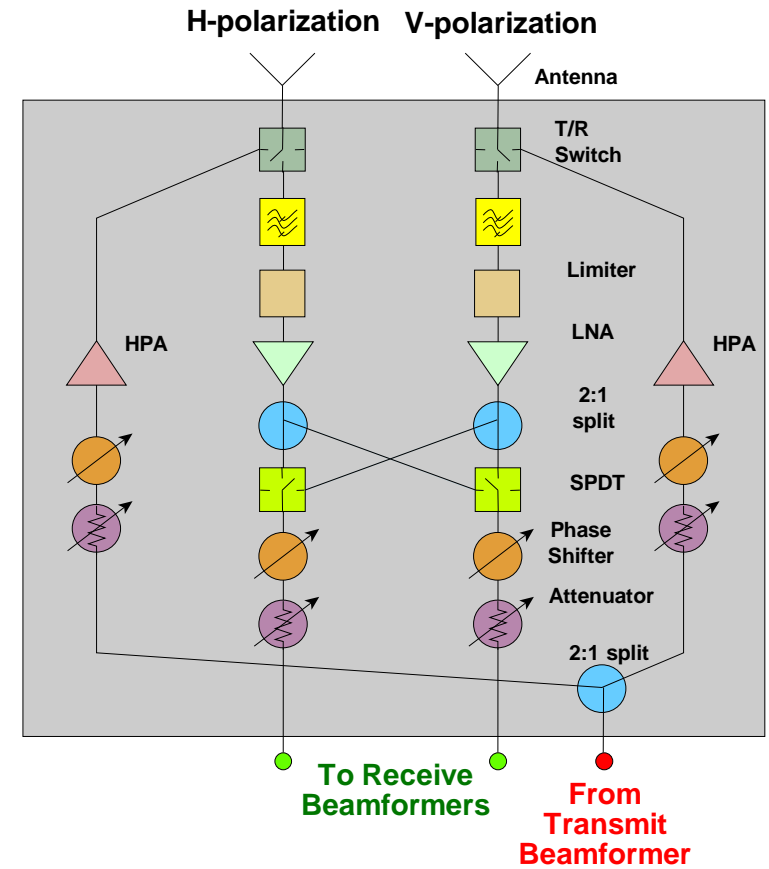 H-polarization V-polarization
Antenna
T/R
Switch
Limiter
LNA
HPA
HPA
2:1
split
SPDT
Phase
Shifter
Attenuator
2:1 split
To Receive
Beamformers
From
Transmit
Beamformer